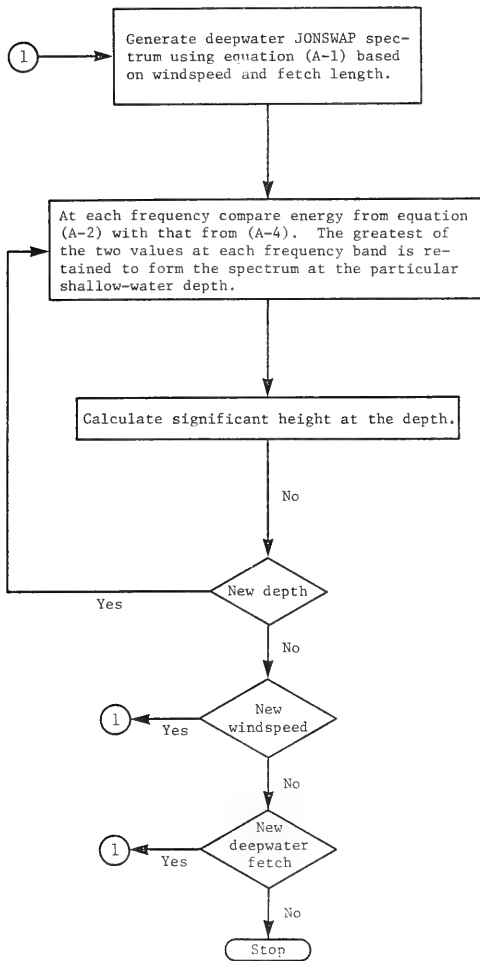 1
Generate deepwater JONSWAP spec-
trum using equation (A-1) based
on windspeed and fetch length.
At each frequency compare energy from equation
(A-2) with that from (A-4). The greatest of
the two values at each frequency band is re-
tained to form the spectrum at the particular
shallow-water depth.
Calculate significant height at the depth.
No
New depth
Yes
No
New
windspeed
Yes
1
No
New
deepwater
fetch
Yes
1
No
Stop